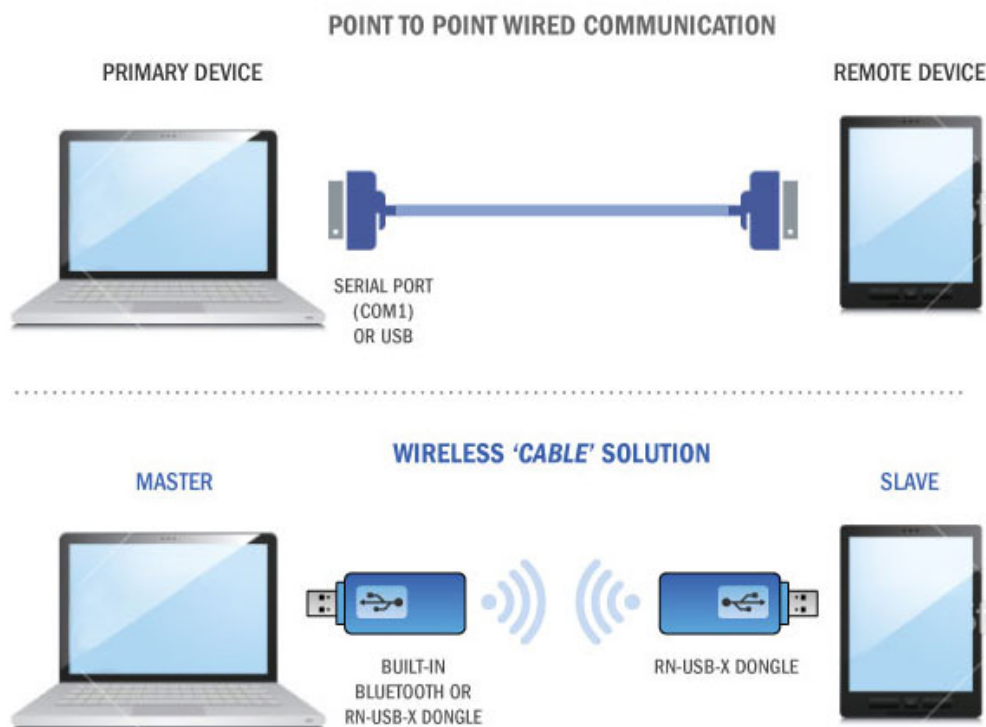 POINT TO POINT WIRED COMMUNICATION
PRIMARY DEVICE
REMOTE DEVICE
SERIAL PORT
(COM1)
OR USB
WIRELESS ‘CABLE’ SOLUTION
MASTER
SLAVE
BUILT-IN
BLUETOOTH OR
RN-USB-X DONGLE
RN-USB-X DONGLE